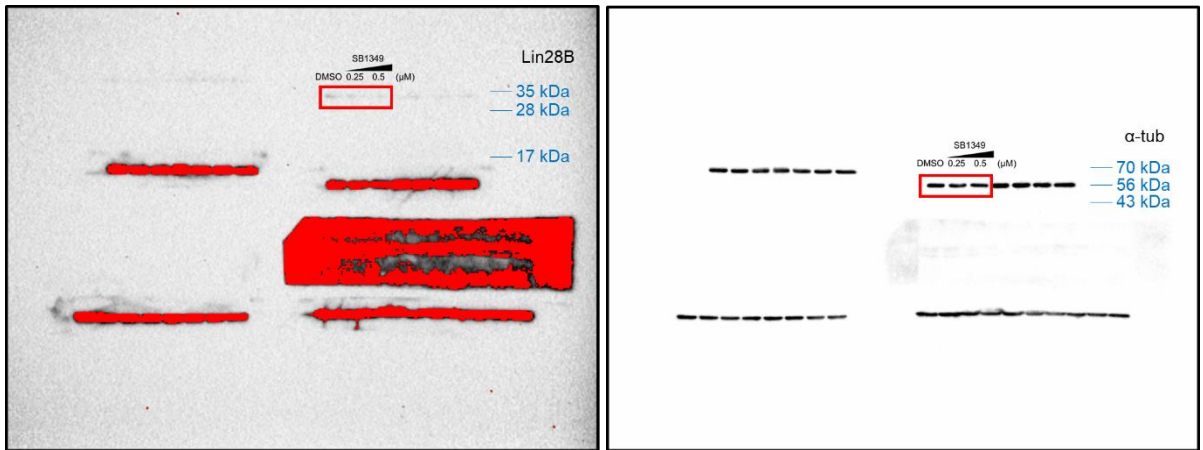 Lin28B
SB1349
DMSO 0.25 0.5 (μM)
35 kDa
28 kDa
17 kDa
α-tub
SB1349
DMSO 0.25 0.5 (μM)
70 kDa
56 kDa
43 kDa